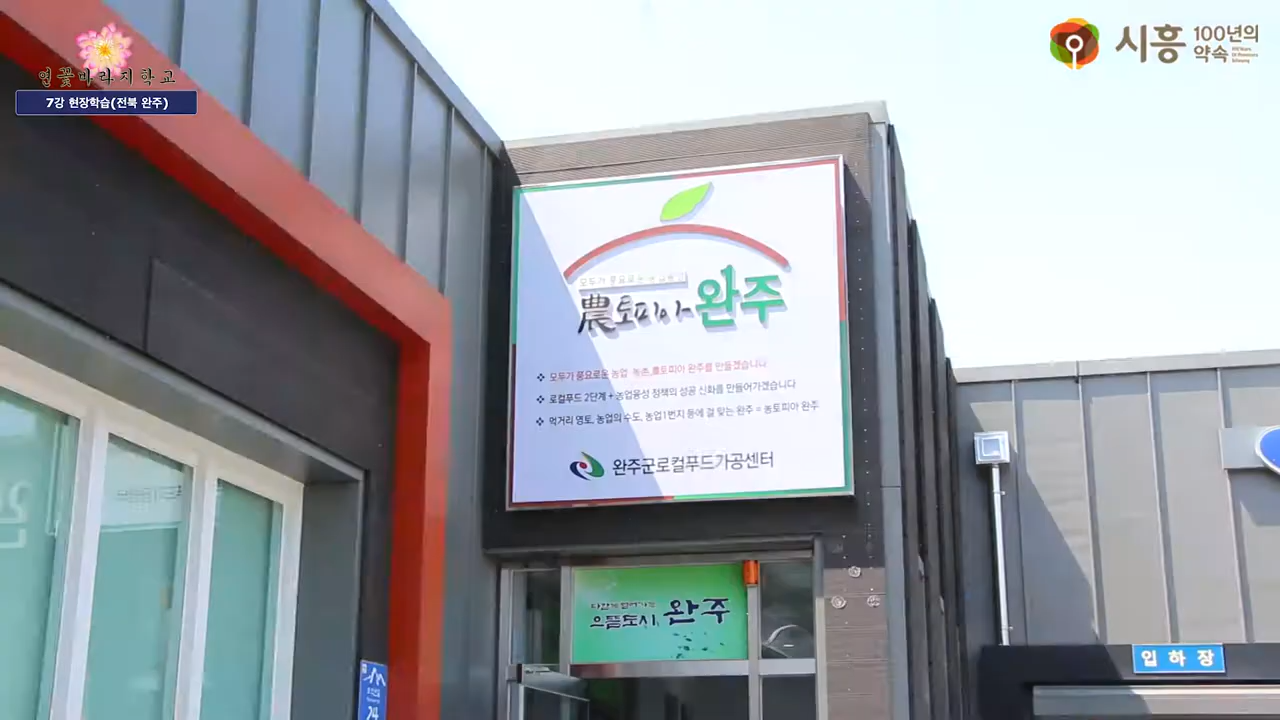 연꽃바라지학교
7강 현장학습(전북 완주)
시흥 100년의 약속
모두가 풍요로운
農토피아 완주
❖ 모두가 풍요로운 농업 농촌, 農토피아 완주를 만들겠습니다
❖ 로컬푸드 2단계 + 농업융성 정책의 성공 신화를 만들어가겠습니다
❖ 먹거리 영토, 농업의 수도, 농업1번지 등에 걸 맞는 완주 = 농토피아 완주
완주군로컬푸드가공센터
으뜸도시, 완주
입하장
24